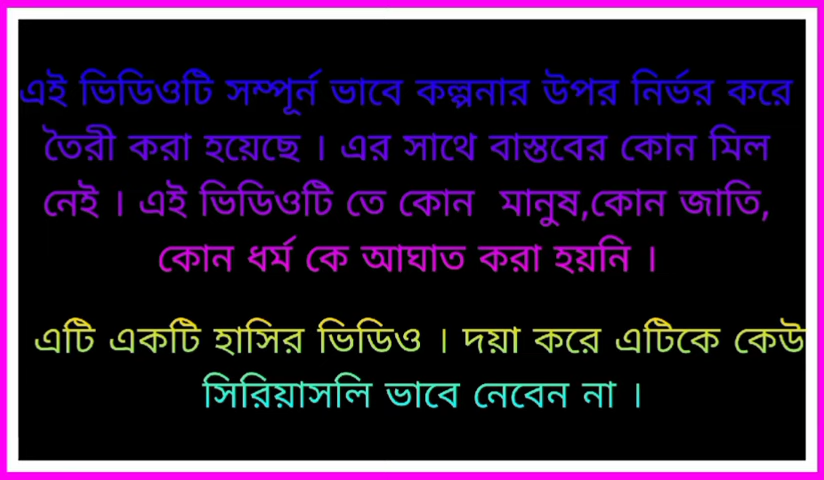 এই ভিডিওটি সম্পূর্ন ভাবে কল্পনার উপর নির্ভর করে
তৈরী করা হয়েছে । এর সাথে বাস্তবের কোন মিল
নেই । এই ভিডিওটি তে কোন মানুষ,কোন জাতি,
কোন ধর্ম কে আঘাত করা হয়নি ।
এটি একটি হাসির ভিডিও । দয়া করে এটিকে কেউ
সিরিয়াসলি ভাবে নেবেন না ।